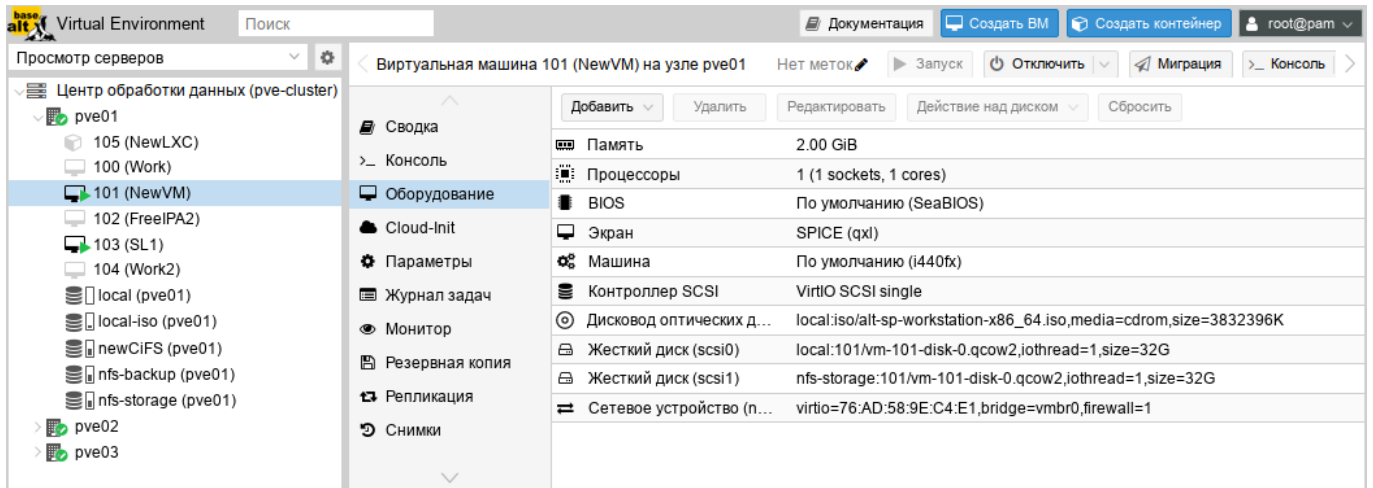 base alt Virtual Environment Поиск Документация Создать ВМ Создать контейнер root@pam
Просмотр серверов
Центр обработки данных (pve-cluster)
pve01
105 (NewLXC)
100 (Work)
101 (NewVM)
102 (FreeIPA2)
103 (SL1)
104 (Work2)
local (pve01)
local-iso (pve01)
newCiFS (pve01)
nfs-backup (pve01)
nfs-storage (pve01)
pve02
pve03
Виртуальная машина 101 (NewVM) на узле pve01 Нет меток Запуск Отключить Миграция Консоль
Сводка
Консоль
Оборудование
Cloud-Init
Параметры
Журнал задач
Монитор
Резервная копия
Репликация
Снимки
Добавить Удалить Редактировать Действие над диском Сбросить
Память 2.00 GiB
Процессоры 1 (1 sockets, 1 cores)
BIOS По умолчанию (SeaBIOS)
Экран SPICE (qxl)
Машина По умолчанию (i440fx)
Контроллер SCSI VirtIO SCSI single
Дисковод оптических д... local:iso/alt-sp-workstation-x86_64.iso,media=cdrom,size=3832396K
Жесткий диск (scsi0) local:101/vm-101-disk-0.qcow2,iothread=1,size=32G
Жесткий диск (scsi1) nfs-storage:101/vm-101-disk-0.qcow2,iothread=1,size=32G
Сетевое устройство (n... virtio=76:AD:58:9E:C4:E1,bridge=vmbr0,firewall=1